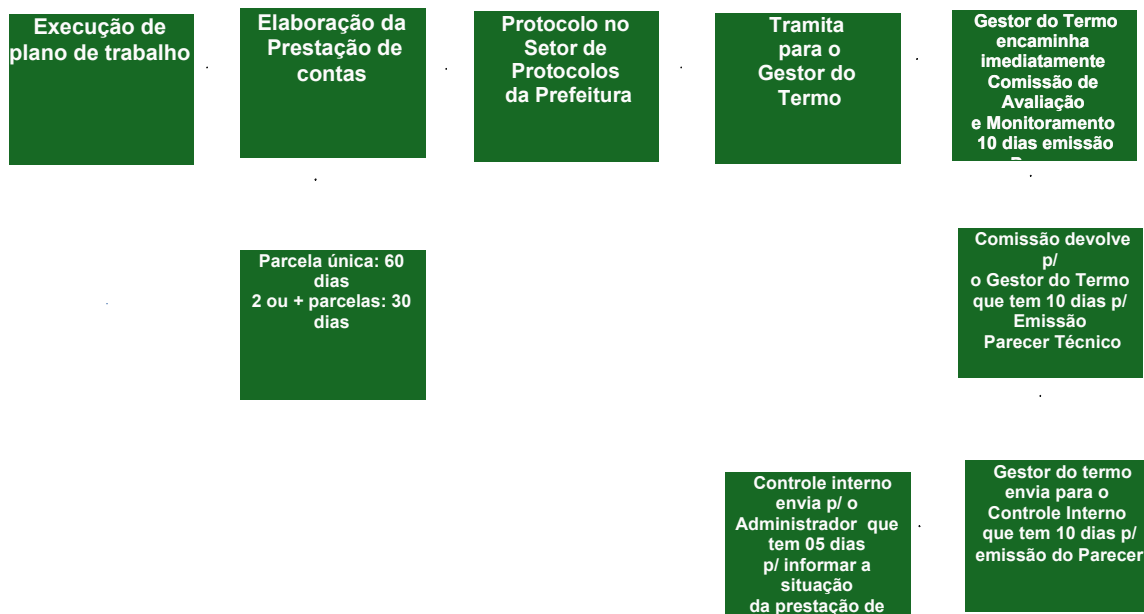 Execução de
plano de trabalho
Elaboração da
Prestação de
contas
Protocolo no
Setor de
Protocolos
da Prefeitura
Tramita
para o
Gestor do
Termo
Gestor do Termo
encaminha
imediatamente
Comissão de
Avaliação
e Monitoramento
10 dias emissão
Parcela única: 60
dias
2 ou + parcelas: 30
dias
Comissão devolve
p/
o Gestor do Termo
que tem 10 dias p/
Emissão
Parecer Técnico
Gestor do termo
envia para o
Controle Interno
que tem 10 dias p/
emissão do Parecer
Controle interno
envia p/ o
Administrador que
tem 05 dias
p/ informar a
situação
da prestação de